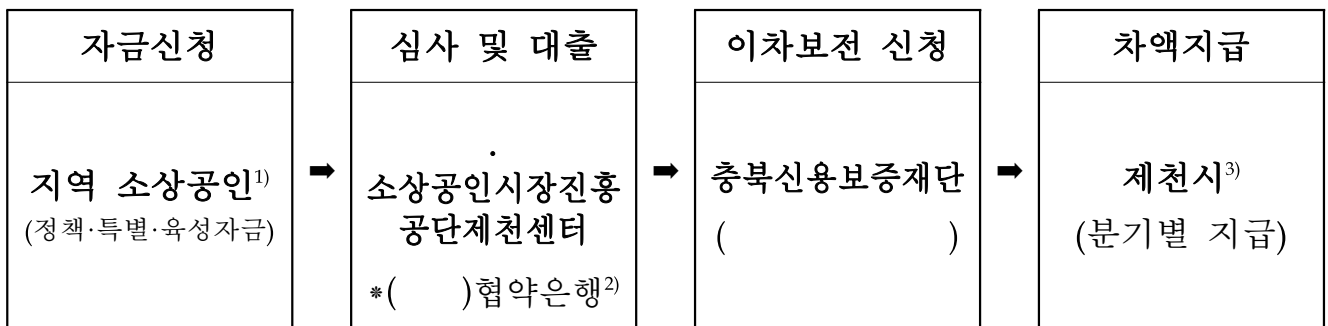 자금신청
지역 소상공인1)
(정책·특별·육성자금)
➡
심사 및 대출
·
소상공인시장진흥
공단제천센터
*( )협약은행2)
➡
이차보전 신청
충북신용보증재단
( )
➡
차액지급
제천시3)
(분기별 지급)